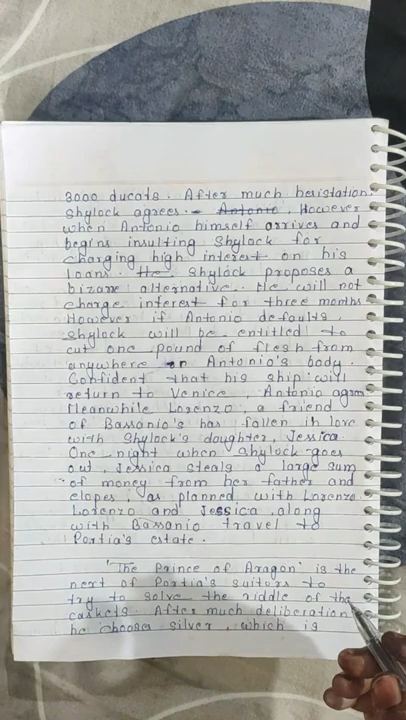 3000 ducats. After much hesistation
Shylock agrees. Antonio. However
when Antonio himself arrives and
begins insulting Shylock for
charging high interest on his
loans. the Shylock proposes a
bizare alternative. He will not
charge interest for three months
However if Antonio defaults,
Shylock will be entitled to
cut one pound of flesh from
anywhere on Antonio's body.
Confident that his ship will
return to Venice, Antonio agrees
Meanwhile Lorenzo, a friend
of Bassanio's has fallen in love
with Shylock's daughter, Jessica.
One night when shylock goes
out, Jessica steals a large sum
of money from her father and
elopes, as planned, with Lorenzo.
Lorenzo and Jessica, along
with Bassanio travel to
Portia's estate.
'The Prince of Aragon' is the
next of Portia's suitors to
try to solve the riddle of the
caskets. After much deliberation
he chooses silver, which is